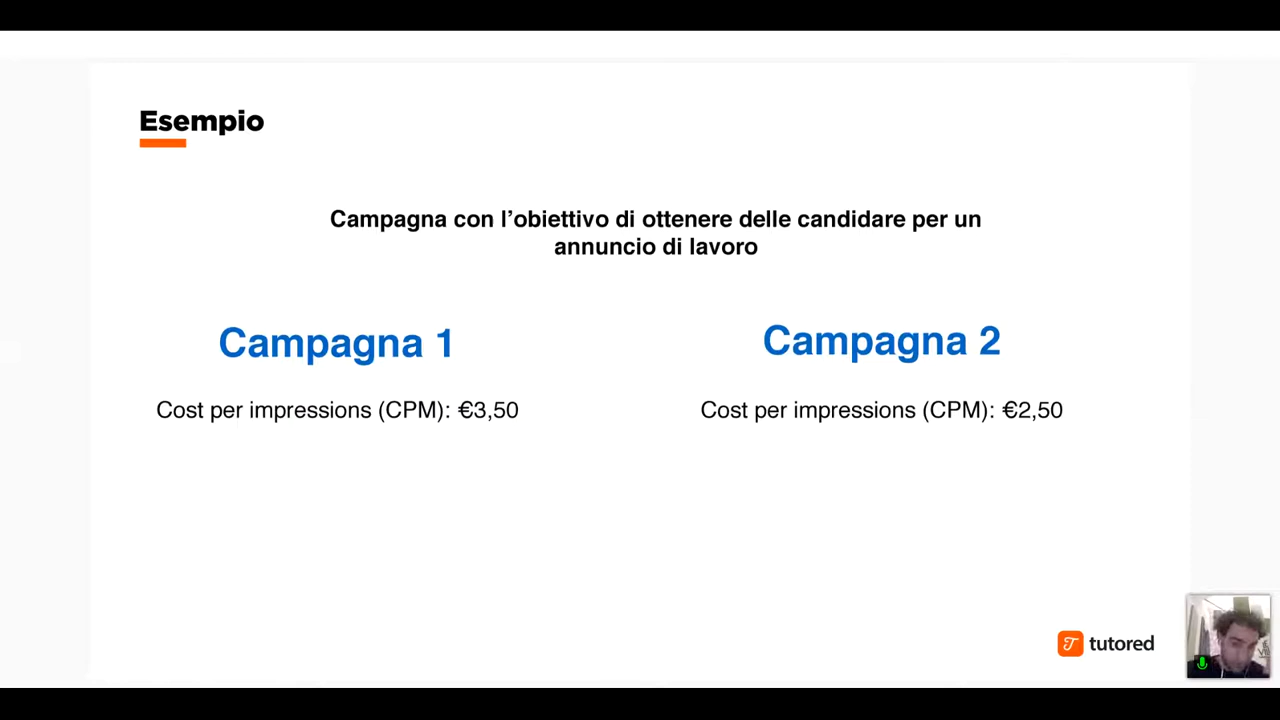 Esempio
Campagna con l’obiettivo di ottenere delle candidare per un
annuncio di lavoro
Campagna 1
Campagna 2
Cost per impressions (CPM): €3,50
Cost per impressions (CPM): €2,50
tutored